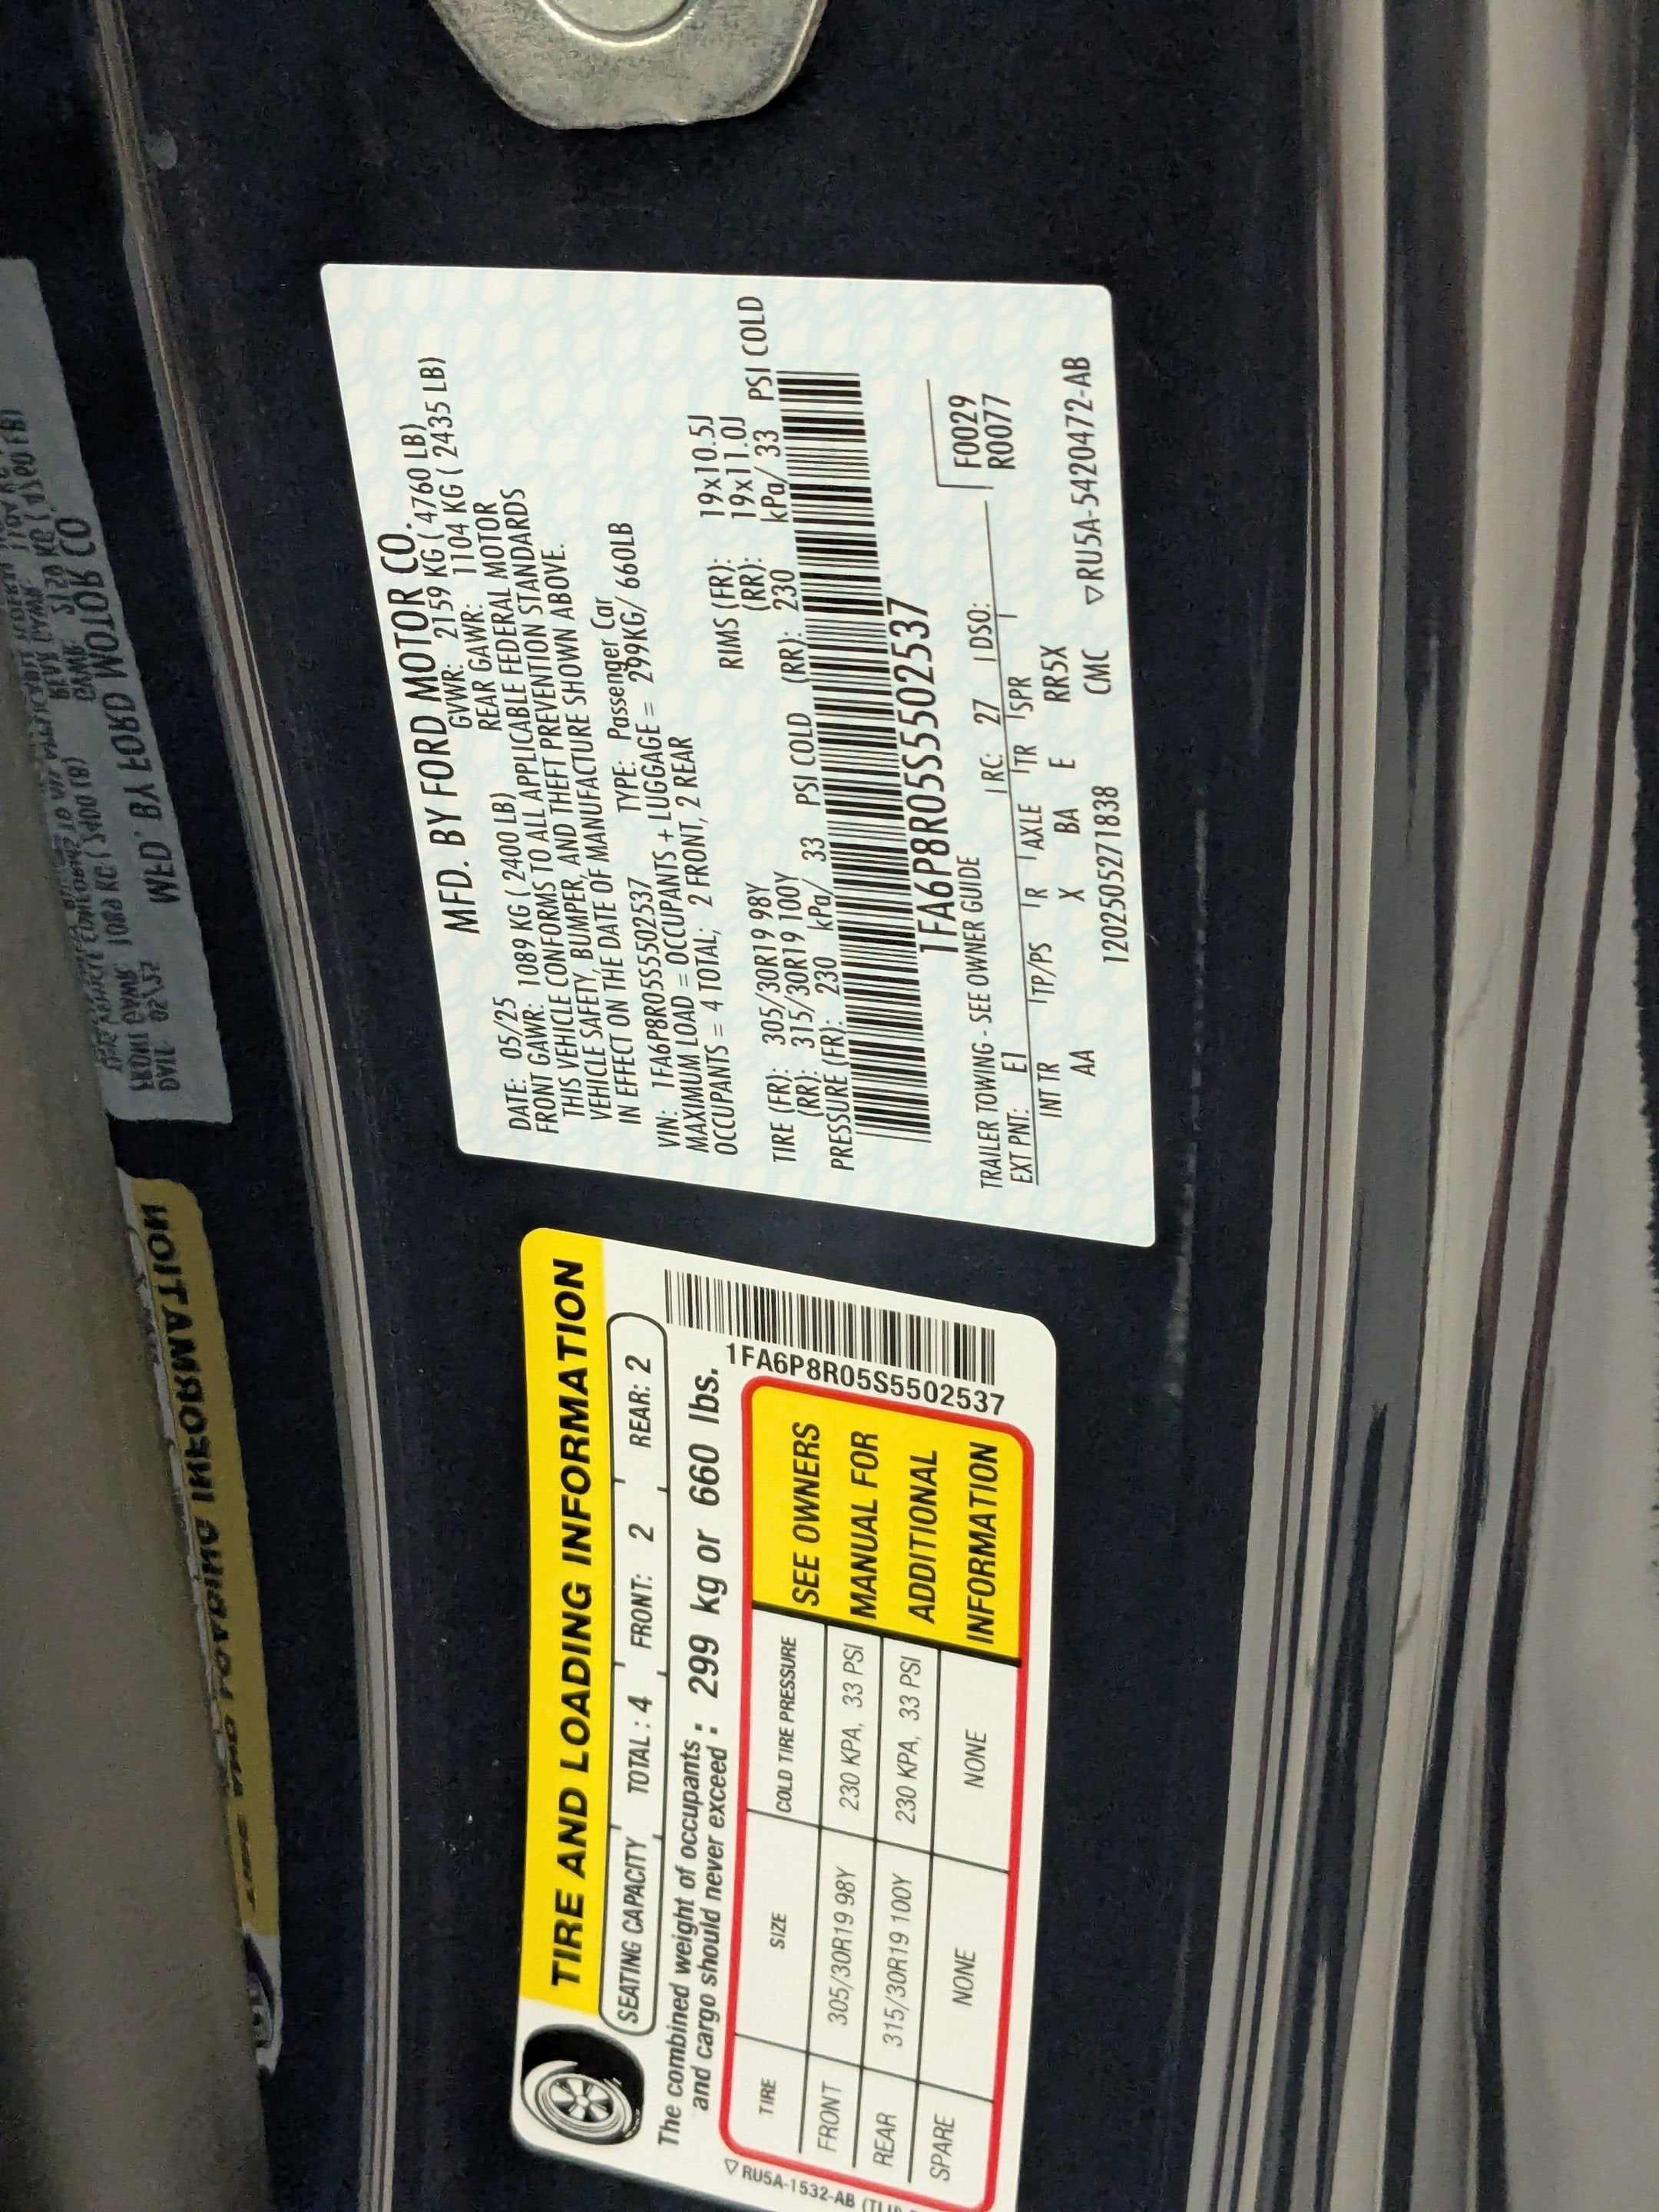 MFD. BY FORD MOTOR CO.
DATE: 05/25 GVWR: 2159 KG ( 4760 LB)
FRONT GAWR: 1089 KG ( 2400 LB) REAR GAWR: 1104 KG ( 2435 LB)
THIS VEHICLE CONFORMS TO ALL APPLICABLE FEDERAL MOTOR
VEHICLE SAFETY, BUMPER, AND THEFT PREVENTION STANDARDS
IN EFFECT ON THE DATE OF MANUFACTURE SHOWN ABOVE.
VIN: 1FA6P8R05S5502537 TYPE: Passenger Car
MAXIMUM LOAD = OCCUPANTS + LUGGAGE = 299KG/ 660LB
OCCUPANTS = 4 TOTAL; 2 FRONT, 2 REAR
TIRE (FR): 305/30R19 98Y RIMS (FR): 19x10.5J
(RR): 315/30R19 100Y (RR): 19x11.0J
PRESSURE (FR): 230 kPa/ 33 PSI COLD (RR): 230 kPa/ 33 PSI COLD
1FA6P8R05S5502537
F0029
R0077
TRAILER TOWING - SEE OWNER GUIDE
EXT PNT: E1 RC: 27 DSO:
INT TR TP/PS R AXLE TR SPR
AA X BA E RR5X
1202505271838 CMC ▽RU5A-5420472-AB
TIRE AND LOADING INFORMATION
SEATING CAPACITY TOTAL : 4 FRONT: 2 REAR: 2
The combined weight of occupants and cargo should never exceed : 299 kg or 660 lbs.
TIRE SIZE COLD TIRE PRESSURE
FRONT 305/30R19 98Y 230 KPA, 33 PSI
REAR 315/30R19 100Y 230 KPA, 33 PSI
SPARE NONE NONE
SEE OWNERS
MANUAL FOR
ADDITIONAL
INFORMATION
1FA6P8R05S5502537
▽ RU5A-1532-AB